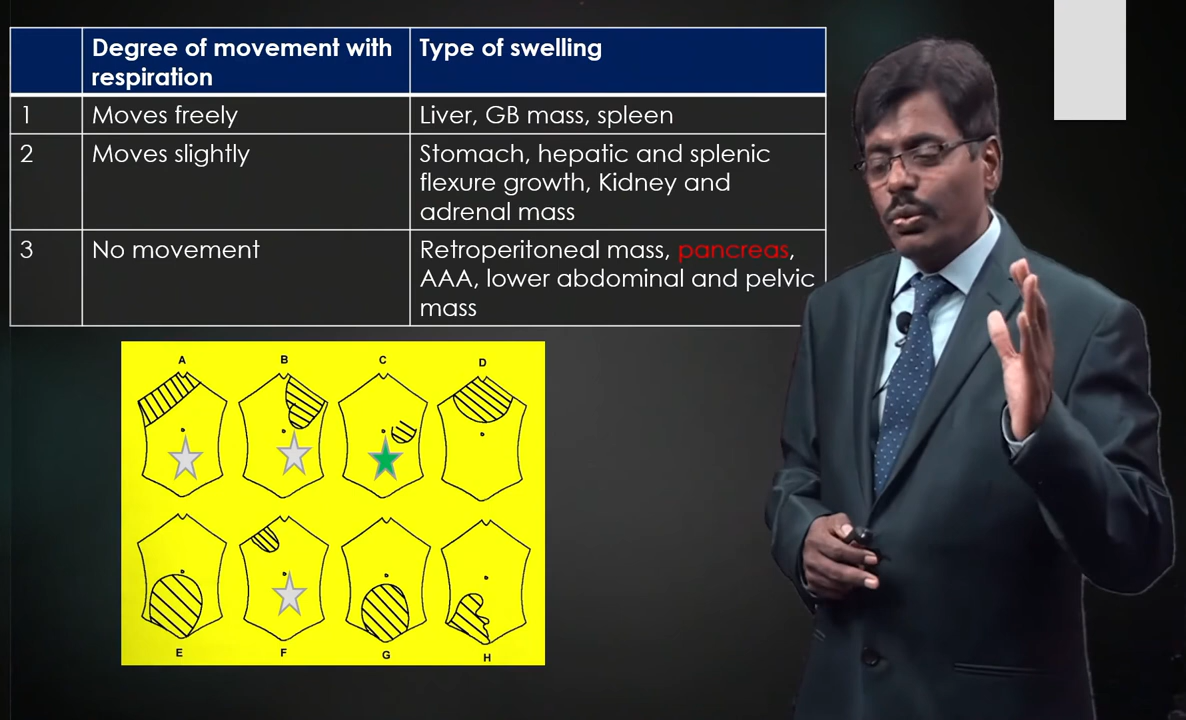 Degree of movement with
respiration
Type of swelling
1
Moves freely
Liver, GB mass, spleen
2
Moves slightly
Stomach, hepatic and splenic
flexure growth, Kidney and
adrenal mass
3
No movement
Retroperitoneal mass, pancreas,
AAA, lower abdominal and pelvic
mass
A
B
C
D
E
F
G
H